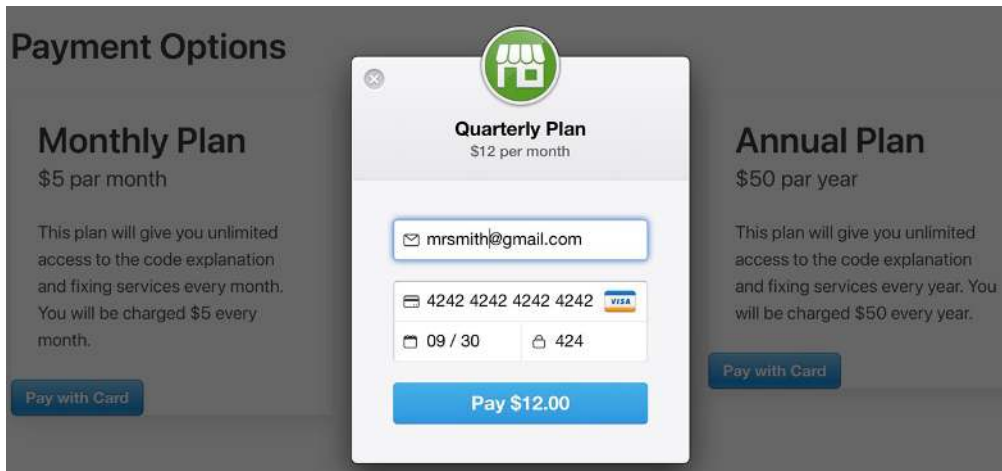 Payment Options
Monthly Plan
$5 par month
This plan will give you unlimited
access to the code explanation
and fixing services every month.
You will be charged $5 every
month.
Pay with Card
Quarterly Plan
$12 per month
mrsmith@gmail.com
4242 4242 4242 4242 VISA
09 / 30 424
Pay $12.00
Annual Plan
$50 par year
This plan will give you unlimited
access to the code explanation
and fixing services every year. You
will be charged $50 every year.
Pay with Card